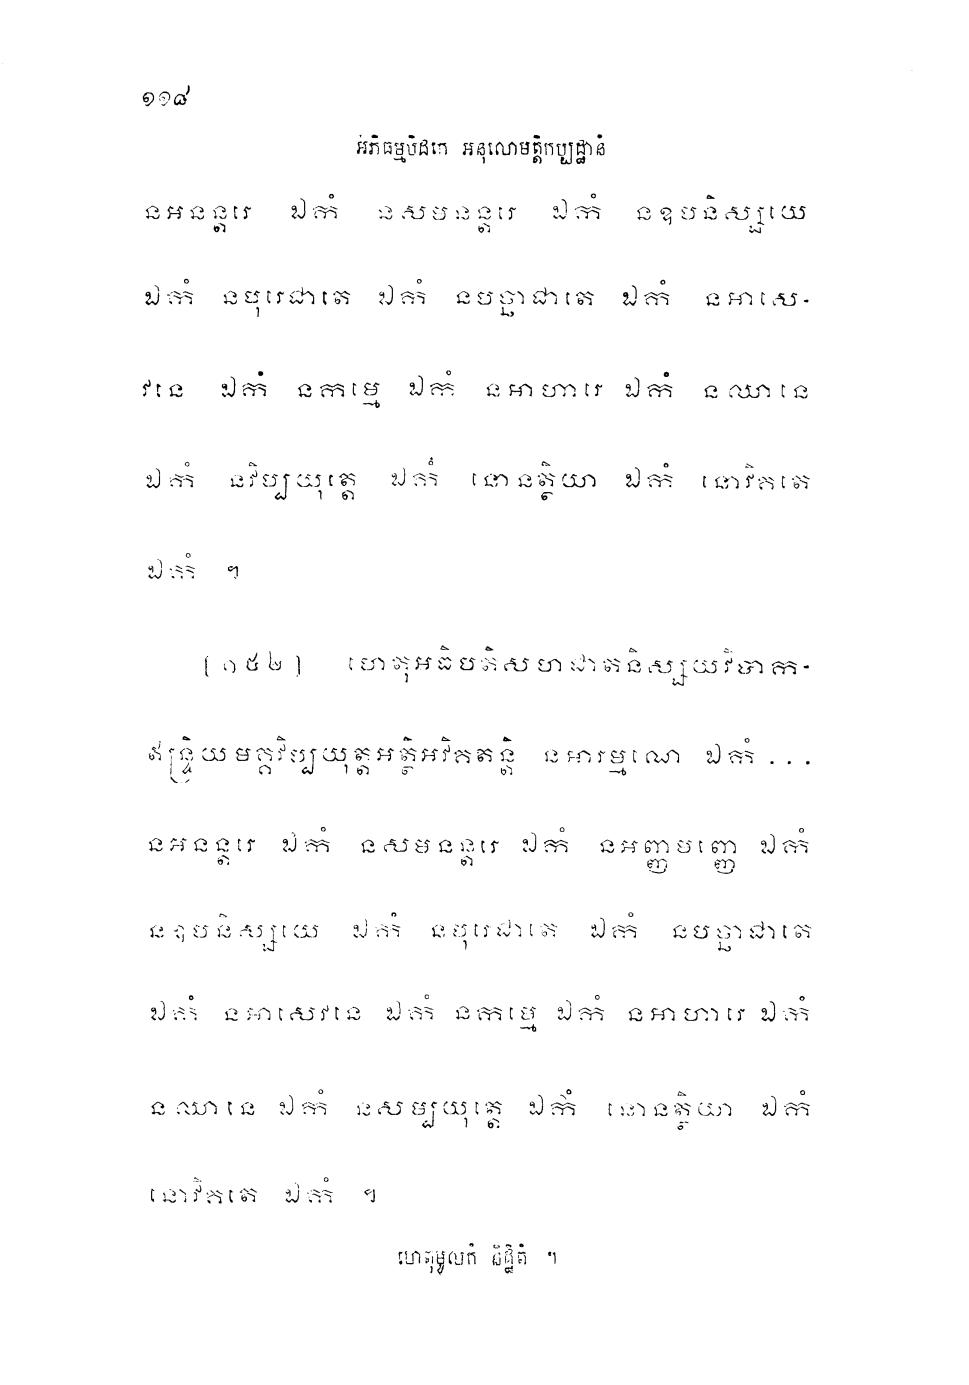 ១១៨
អភិធម្មបិដកេ អនុលោមត្តិកប្បដ្ឋានំ
នអនន្តរេ ឯកំ នសមនន្តរេ ឯកំ នឧបនិស្សយេ
ឯកំ នបុរេជាតេ ឯកំ នបច្ឆាជាតេ ឯកំ នអាសេ-
វនេ ឯកំ នកម្មេ ឯកំ នអាហារេ ឯកំ នឈានេ
ឯកំ នវិប្បយុត្តេ ឯកំ នោនត្ថិយា ឯកំ នោវិគតេ
ឯកំ ។
[១៥២] ហេតុអធិបតិសហជាតនិស្សយវិបាក-
ឥន្ទ្រិយមគ្គវិប្បយុត្តអត្ថិអវិគតន្តិ នអារម្មណេ ឯកំ ...
នអនន្តរេ ឯកំ នសមនន្តរេ ឯកំ នអញ្ញមញ្ញេ ឯកំ
នឧបនិស្សយេ ឯកំ នបុរេជាតេ ឯកំ នបច្ឆាជាតេ
ឯកំ នអាសេវនេ ឯកំ នកម្មេ ឯកំ នអាហារេ ឯកំ
នឈានេ ឯកំ នសម្បយុត្តេ ឯកំ នោនត្ថិយា ឯកំ
នោវិគតេ ឯកំ ។
ហេតុមូលកំ និដ្ឋិតំ ។